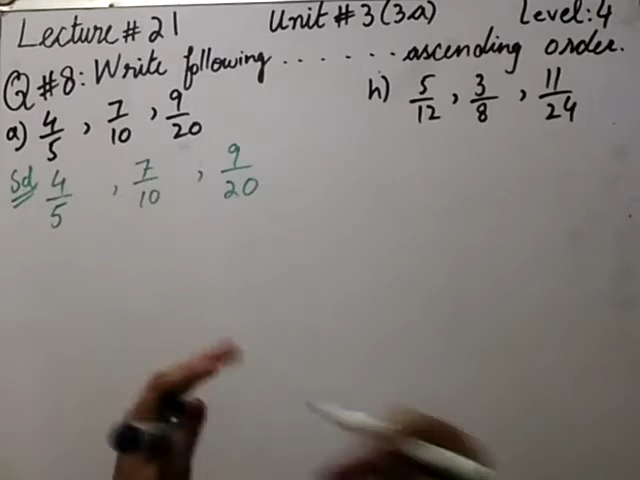 Lecture # 21 Unit # 3 (3a) Level: 4
Q #8: Write following . . . . . . ascending order.
a) 4/5 , 7/10 , 9/20 h) 5/12 , 3/8 , 11/24
Sol 4/5 , 7/10 , 9/20